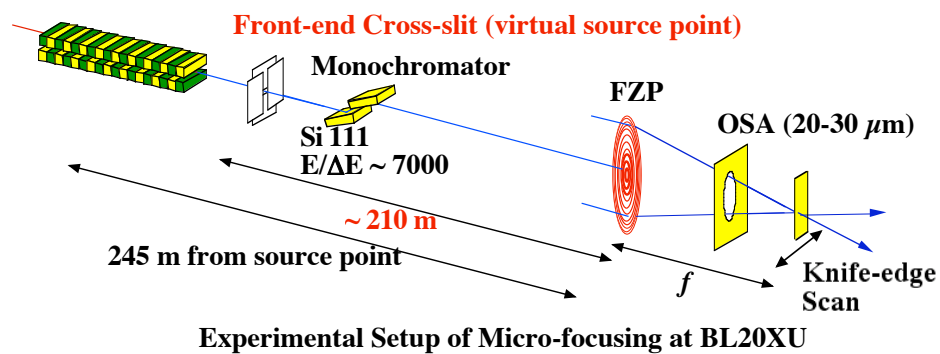 Front-end Cross-slit (virtual source point)
Monochromator
FZP
OSA (20-30 µm)
Si 111
E/ΔE ~ 7000
~ 210 m
245 m from source point
f
Knife-edge
Scan
Experimental Setup of Micro-focusing at BL20XU